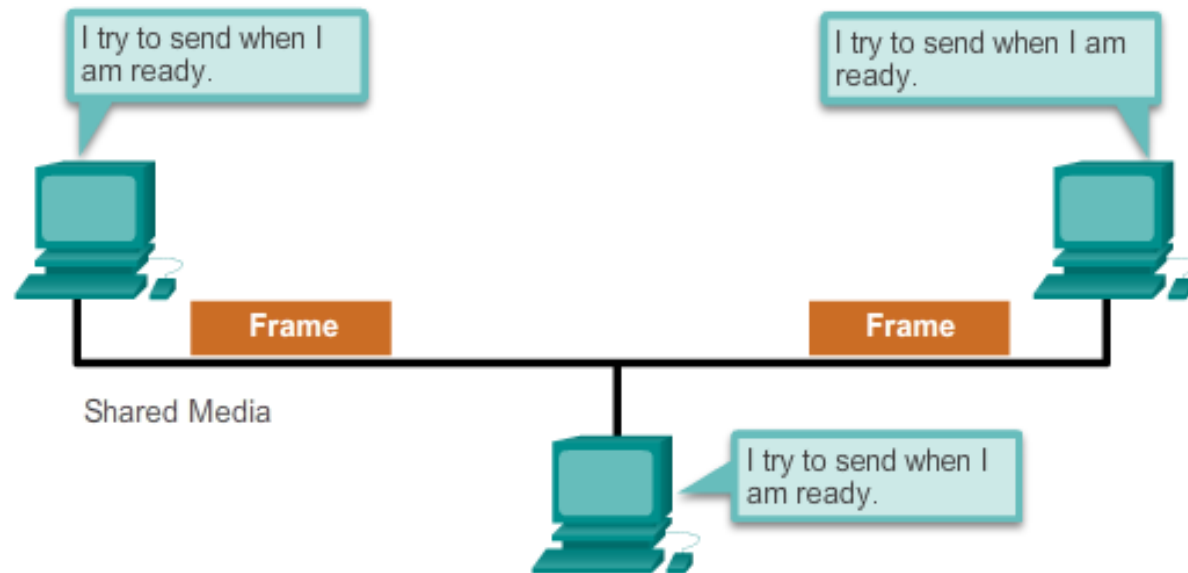 I try to send when I
am ready.
I try to send when I am
ready.
Frame
Frame
Shared Media
I try to send when I
am ready.